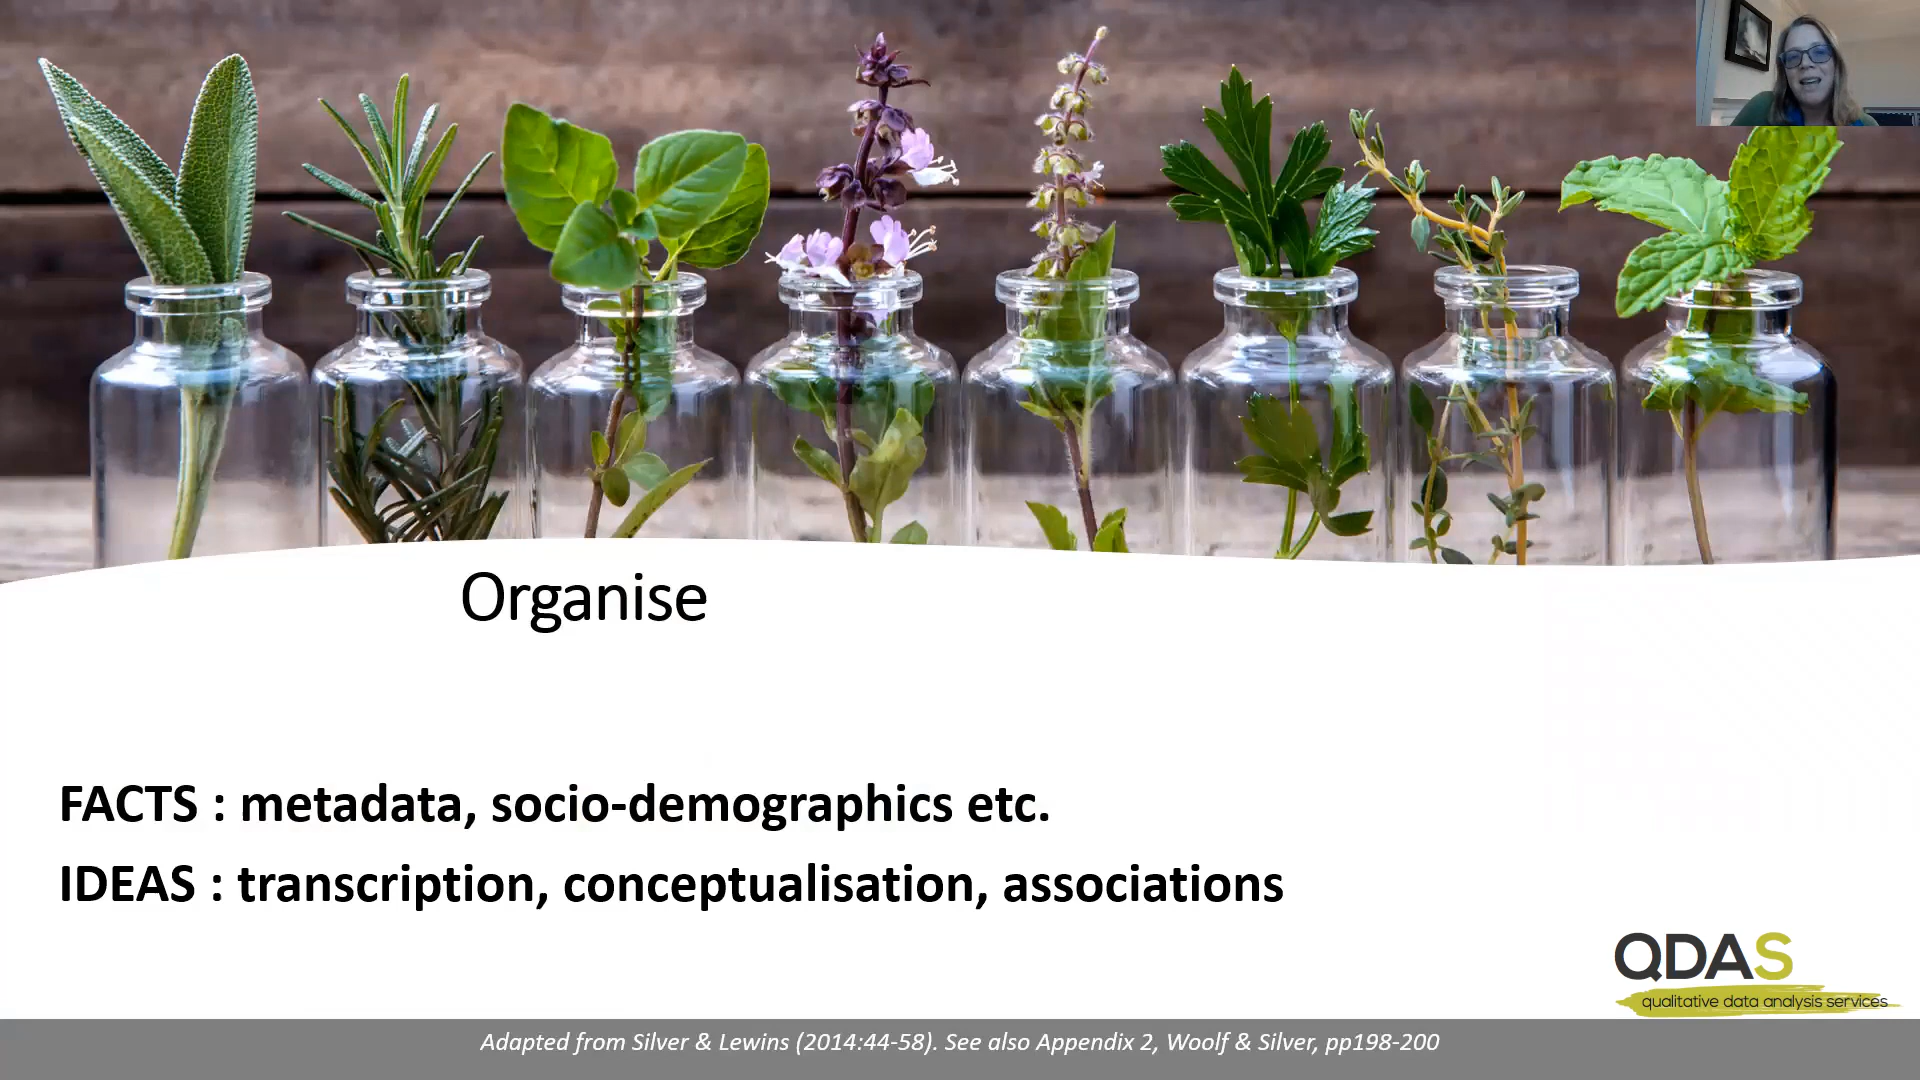 Organise
FACTS : metadata, socio-demographics etc.
IDEAS : transcription, conceptualisation, associations
QDAS
qualitative data analysis services
Adapted from Silver & Lewins (2014:44-58). See also Appendix 2, Woolf & Silver, pp198-200